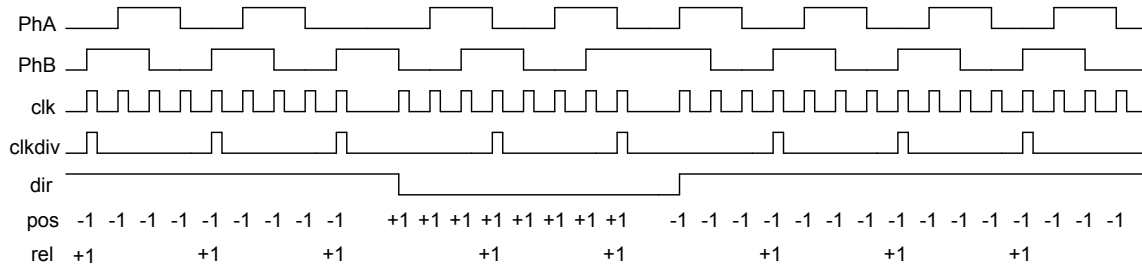 PhA
PhB
clk
clkdiv
dir
pos -1 -1 -1 -1 -1 -1 -1 -1 -1 +1 +1 +1 +1 +1 +1 +1 +1 -1 -1 -1 -1 -1 -1 -1 -1 -1 -1 -1 -1 -1 -1 -1
rel +1 +1 +1 +1 +1 +1 +1 +1